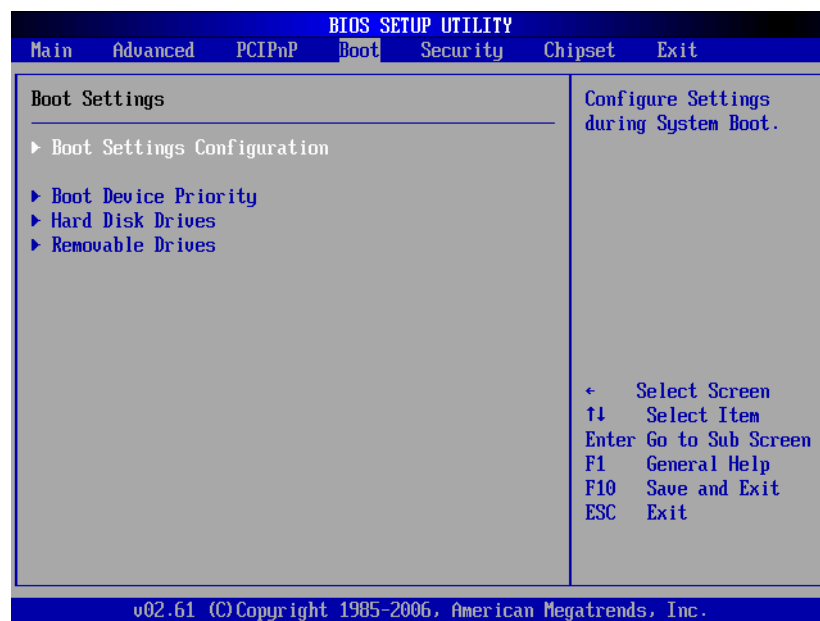 BIOS SETUP UTILITY
Main Advanced PCIPnP Boot Security Chipset Exit
Boot Settings
▶ Boot Settings Configuration
▶ Boot Device Priority
▶ Hard Disk Drives
▶ Removable Drives
Configure Settings
during System Boot.
← Select Screen
↑↓ Select Item
Enter Go to Sub Screen
F1 General Help
F10 Save and Exit
ESC Exit
v02.61 (C)Copyright 1985-2006, American Megatrends, Inc.